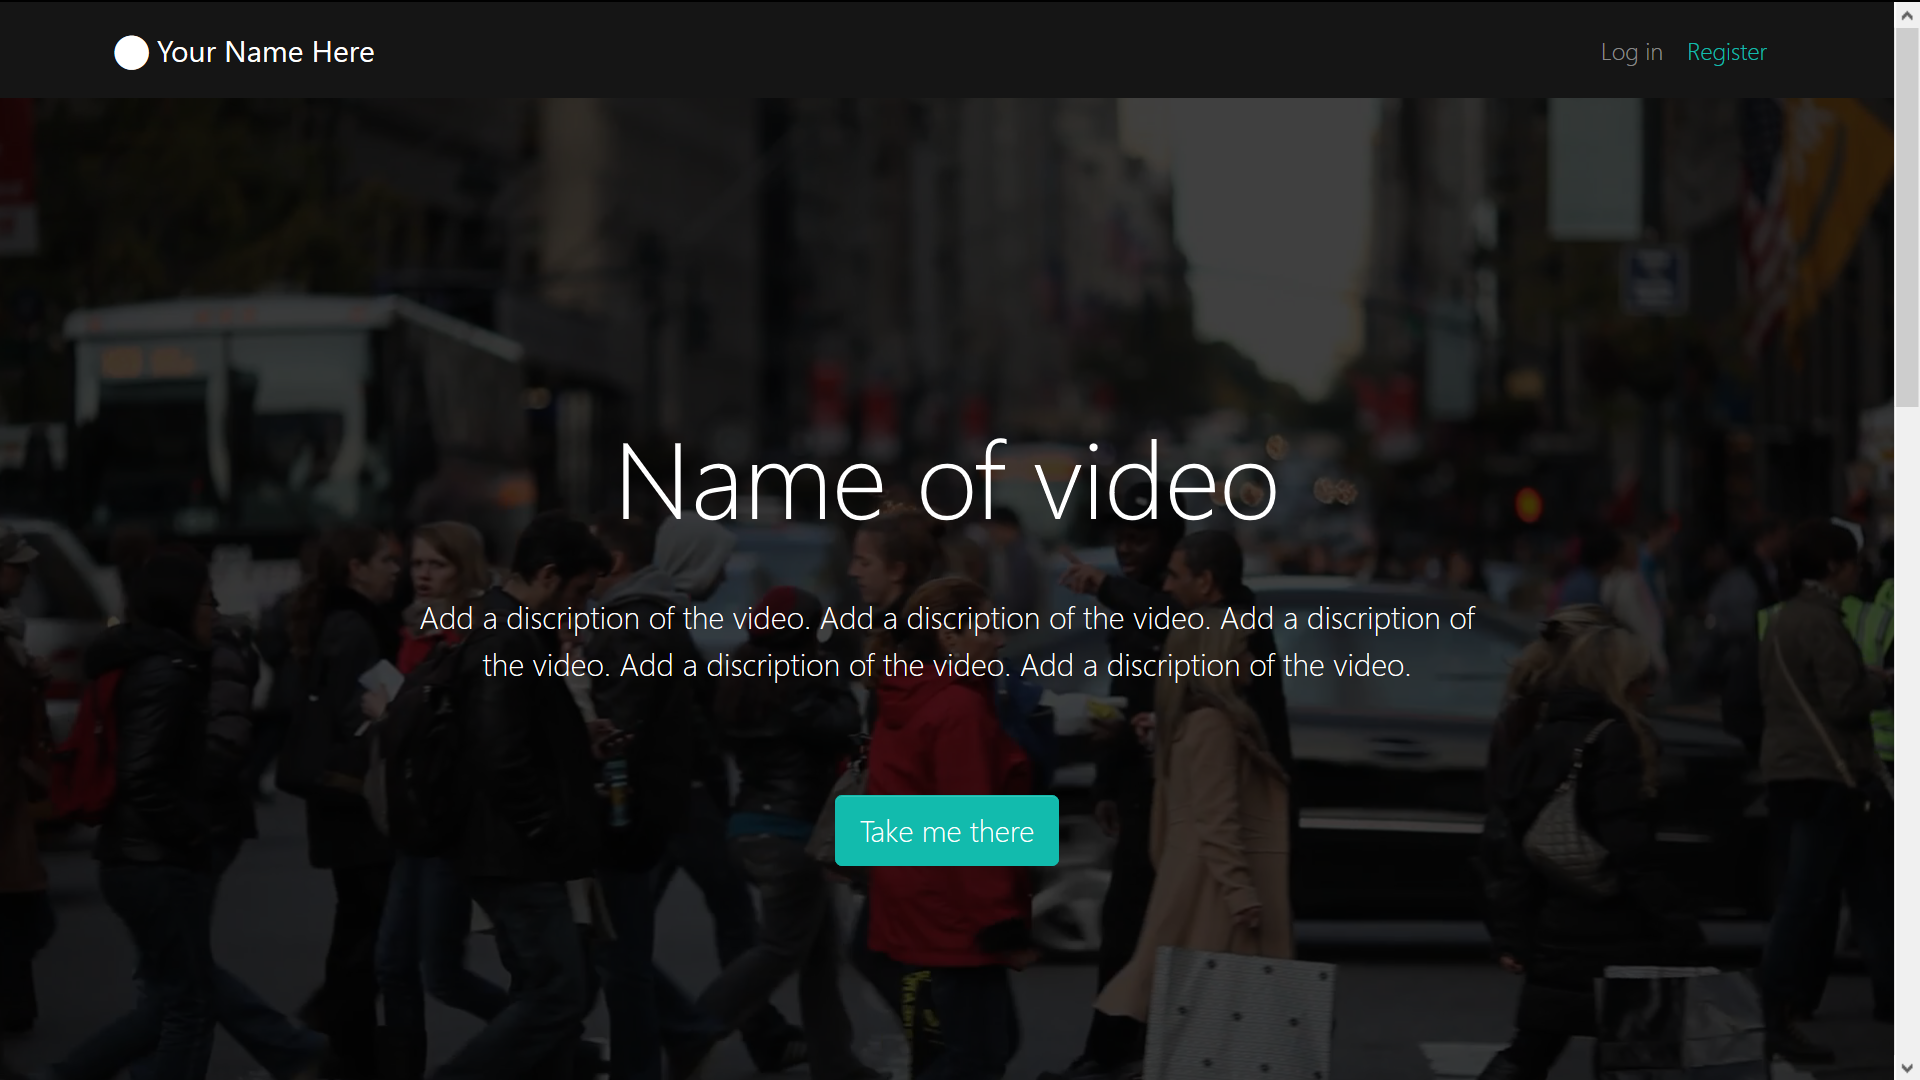 Your Name Here
Log in
Register
Name of video
Add a discription of the video. Add a discription of the video. Add a discription of
the video. Add a discription of the video. Add a discription of the video.
Take me there